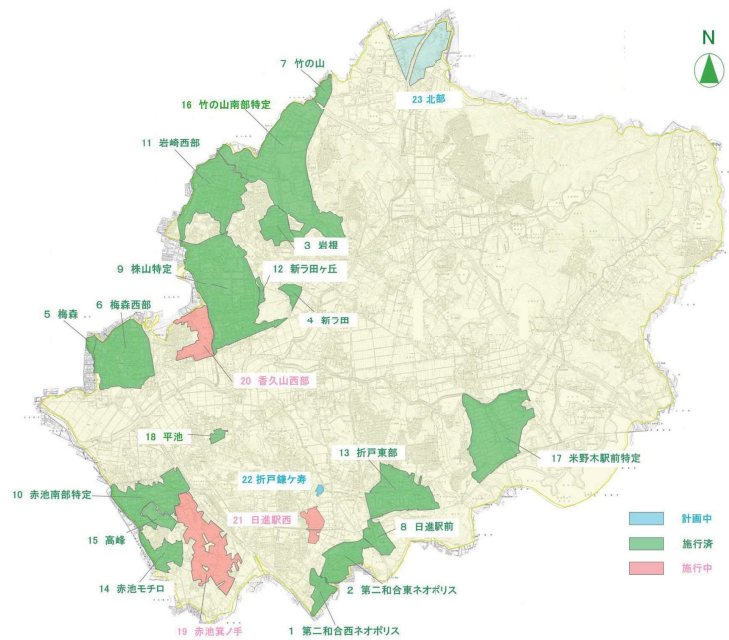 N
7 竹の山
23 北部
16 竹の山南部特定
11 岩崎西部
3 岩根
9 株山特定
12 新ラ田ヶ丘
6 梅森西部
5 梅森
4 新ラ田
20 香久山西部
18 平池
17 米野木駅前特定
13 折戸東部
22 折戸鎌ケ寿
10 赤池南部特定
21 日進駅西
計画中
8 日進駅前
施行済
15 高峰
施行中
14 赤池モチロ
2 第二和合東ネオポリス
19 赤池箕ノ手
1 第二和合西ネオポリス